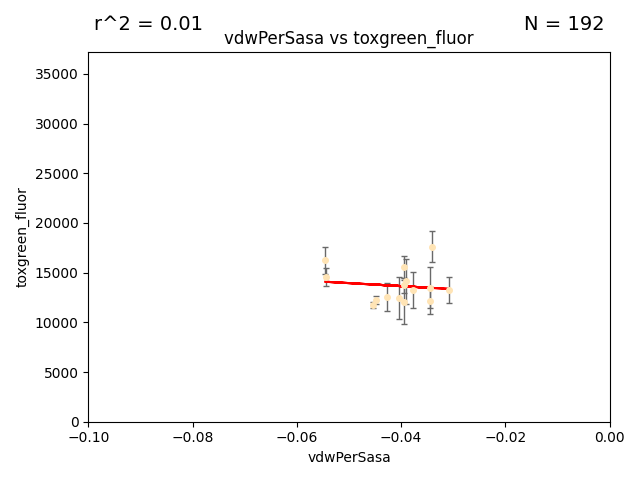 r^2 = 0.01
N = 192
vdwPerSasa vs toxgreen_fluor
35000
30000
25000
20000
15000
10000
5000
0
toxgreen_fluor
−0.10
−0.08
−0.06
−0.04
−0.02
0.00
vdwPerSasa